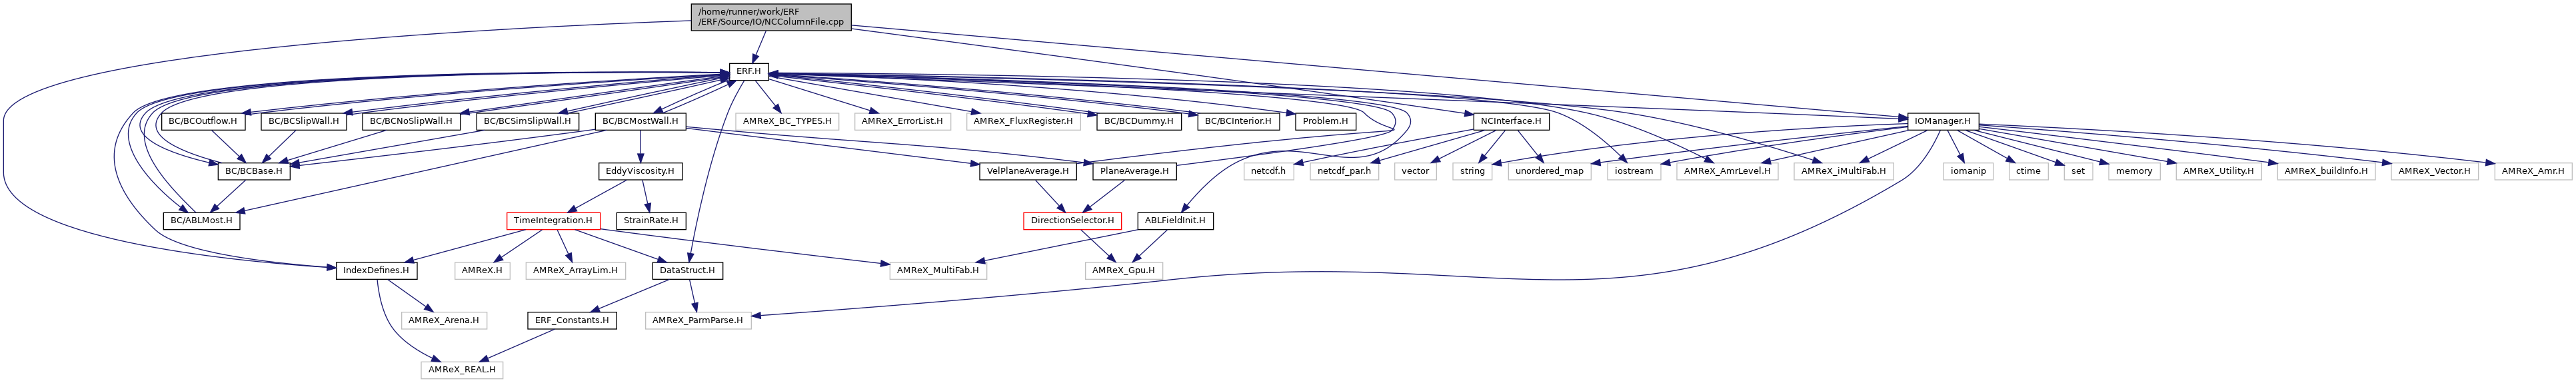 /home/runner/work/ERF
/ERF/Source/IO/NCColumnFile.cpp
ERF.H
BC/BCOutflow.H
BC/BCSlipWall.H
BC/BCNoSlipWall.H
BC/BCSimSlipWall.H
BC/BCMostWall.H
AMReX_BC_TYPES.H
AMReX_ErrorList.H
AMReX_FluxRegister.H
BC/BCDummy.H
BC/BCInterior.H
Problem.H
NCInterface.H
IOManager.H
BC/BCBase.H
EddyViscosity.H
VelPlaneAverage.H
PlaneAverage.H
netcdf.h
netcdf_par.h
vector
string
unordered_map
iostream
AMReX_AmrLevel.H
AMReX_iMultiFab.H
iomanip
ctime
set
memory
AMReX_Utility.H
AMReX_buildInfo.H
AMReX_Vector.H
AMReX_Amr.H
BC/ABLMost.H
TimeIntegration.H
StrainRate.H
DirectionSelector.H
ABLFieldInit.H
IndexDefines.H
AMReX.H
AMReX_ArrayLim.H
DataStruct.H
AMReX_MultiFab.H
AMReX_Gpu.H
AMReX_Arena.H
ERF_Constants.H
AMReX_ParmParse.H
AMReX_REAL.H